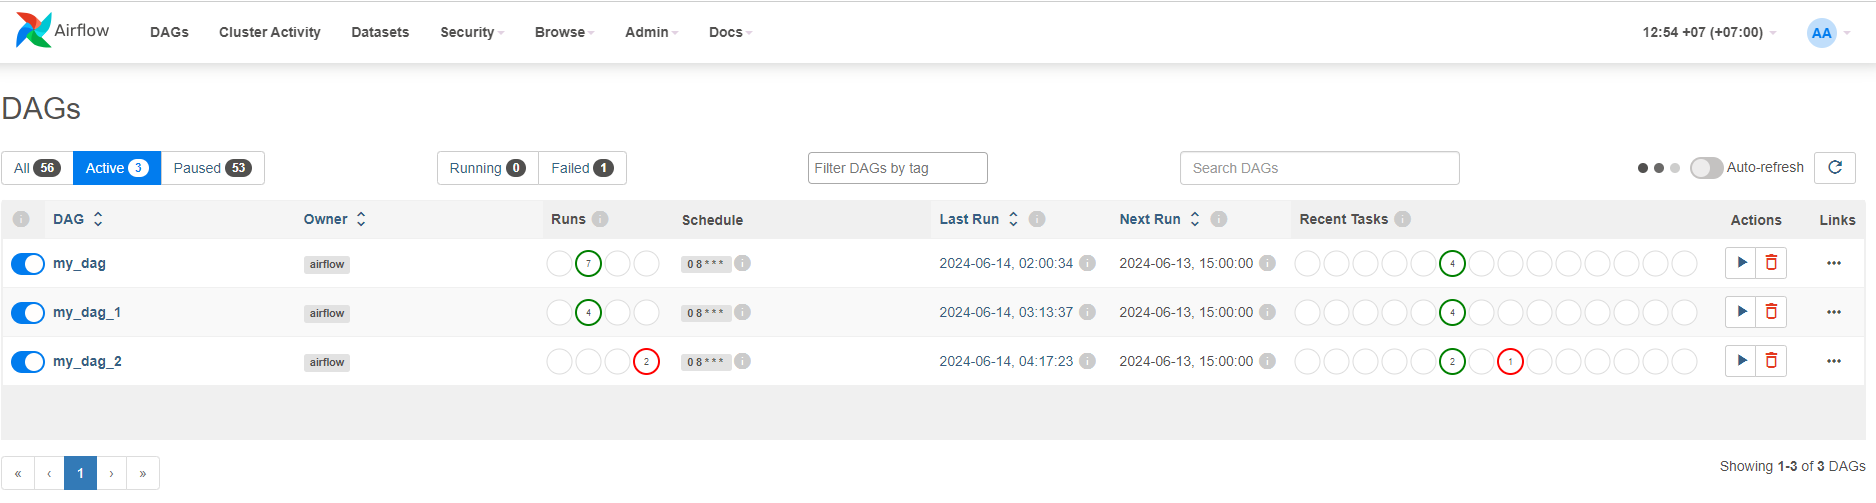 Airflow DAGs Cluster Activity Datasets Security Browse Admin Docs 12:54 +07 (+07:00) AA
DAGs
All 56 Active 3 Paused 53 Running 0 Failed 1 Filter DAGs by tag Search DAGs Auto-refresh
DAG Owner Runs Schedule Last Run Next Run Recent Tasks Actions Links
my_dag airflow 7 0 8 * * * 2024-06-14, 02:00:34 2024-06-13, 15:00:00 4
my_dag_1 airflow 4 0 8 * * * 2024-06-14, 03:13:37 2024-06-13, 15:00:00 4
my_dag_2 airflow 2 0 8 * * * 2024-06-14, 04:17:23 2024-06-13, 15:00:00 2 1
« ‹ 1 › » Showing 1-3 of 3 DAGs